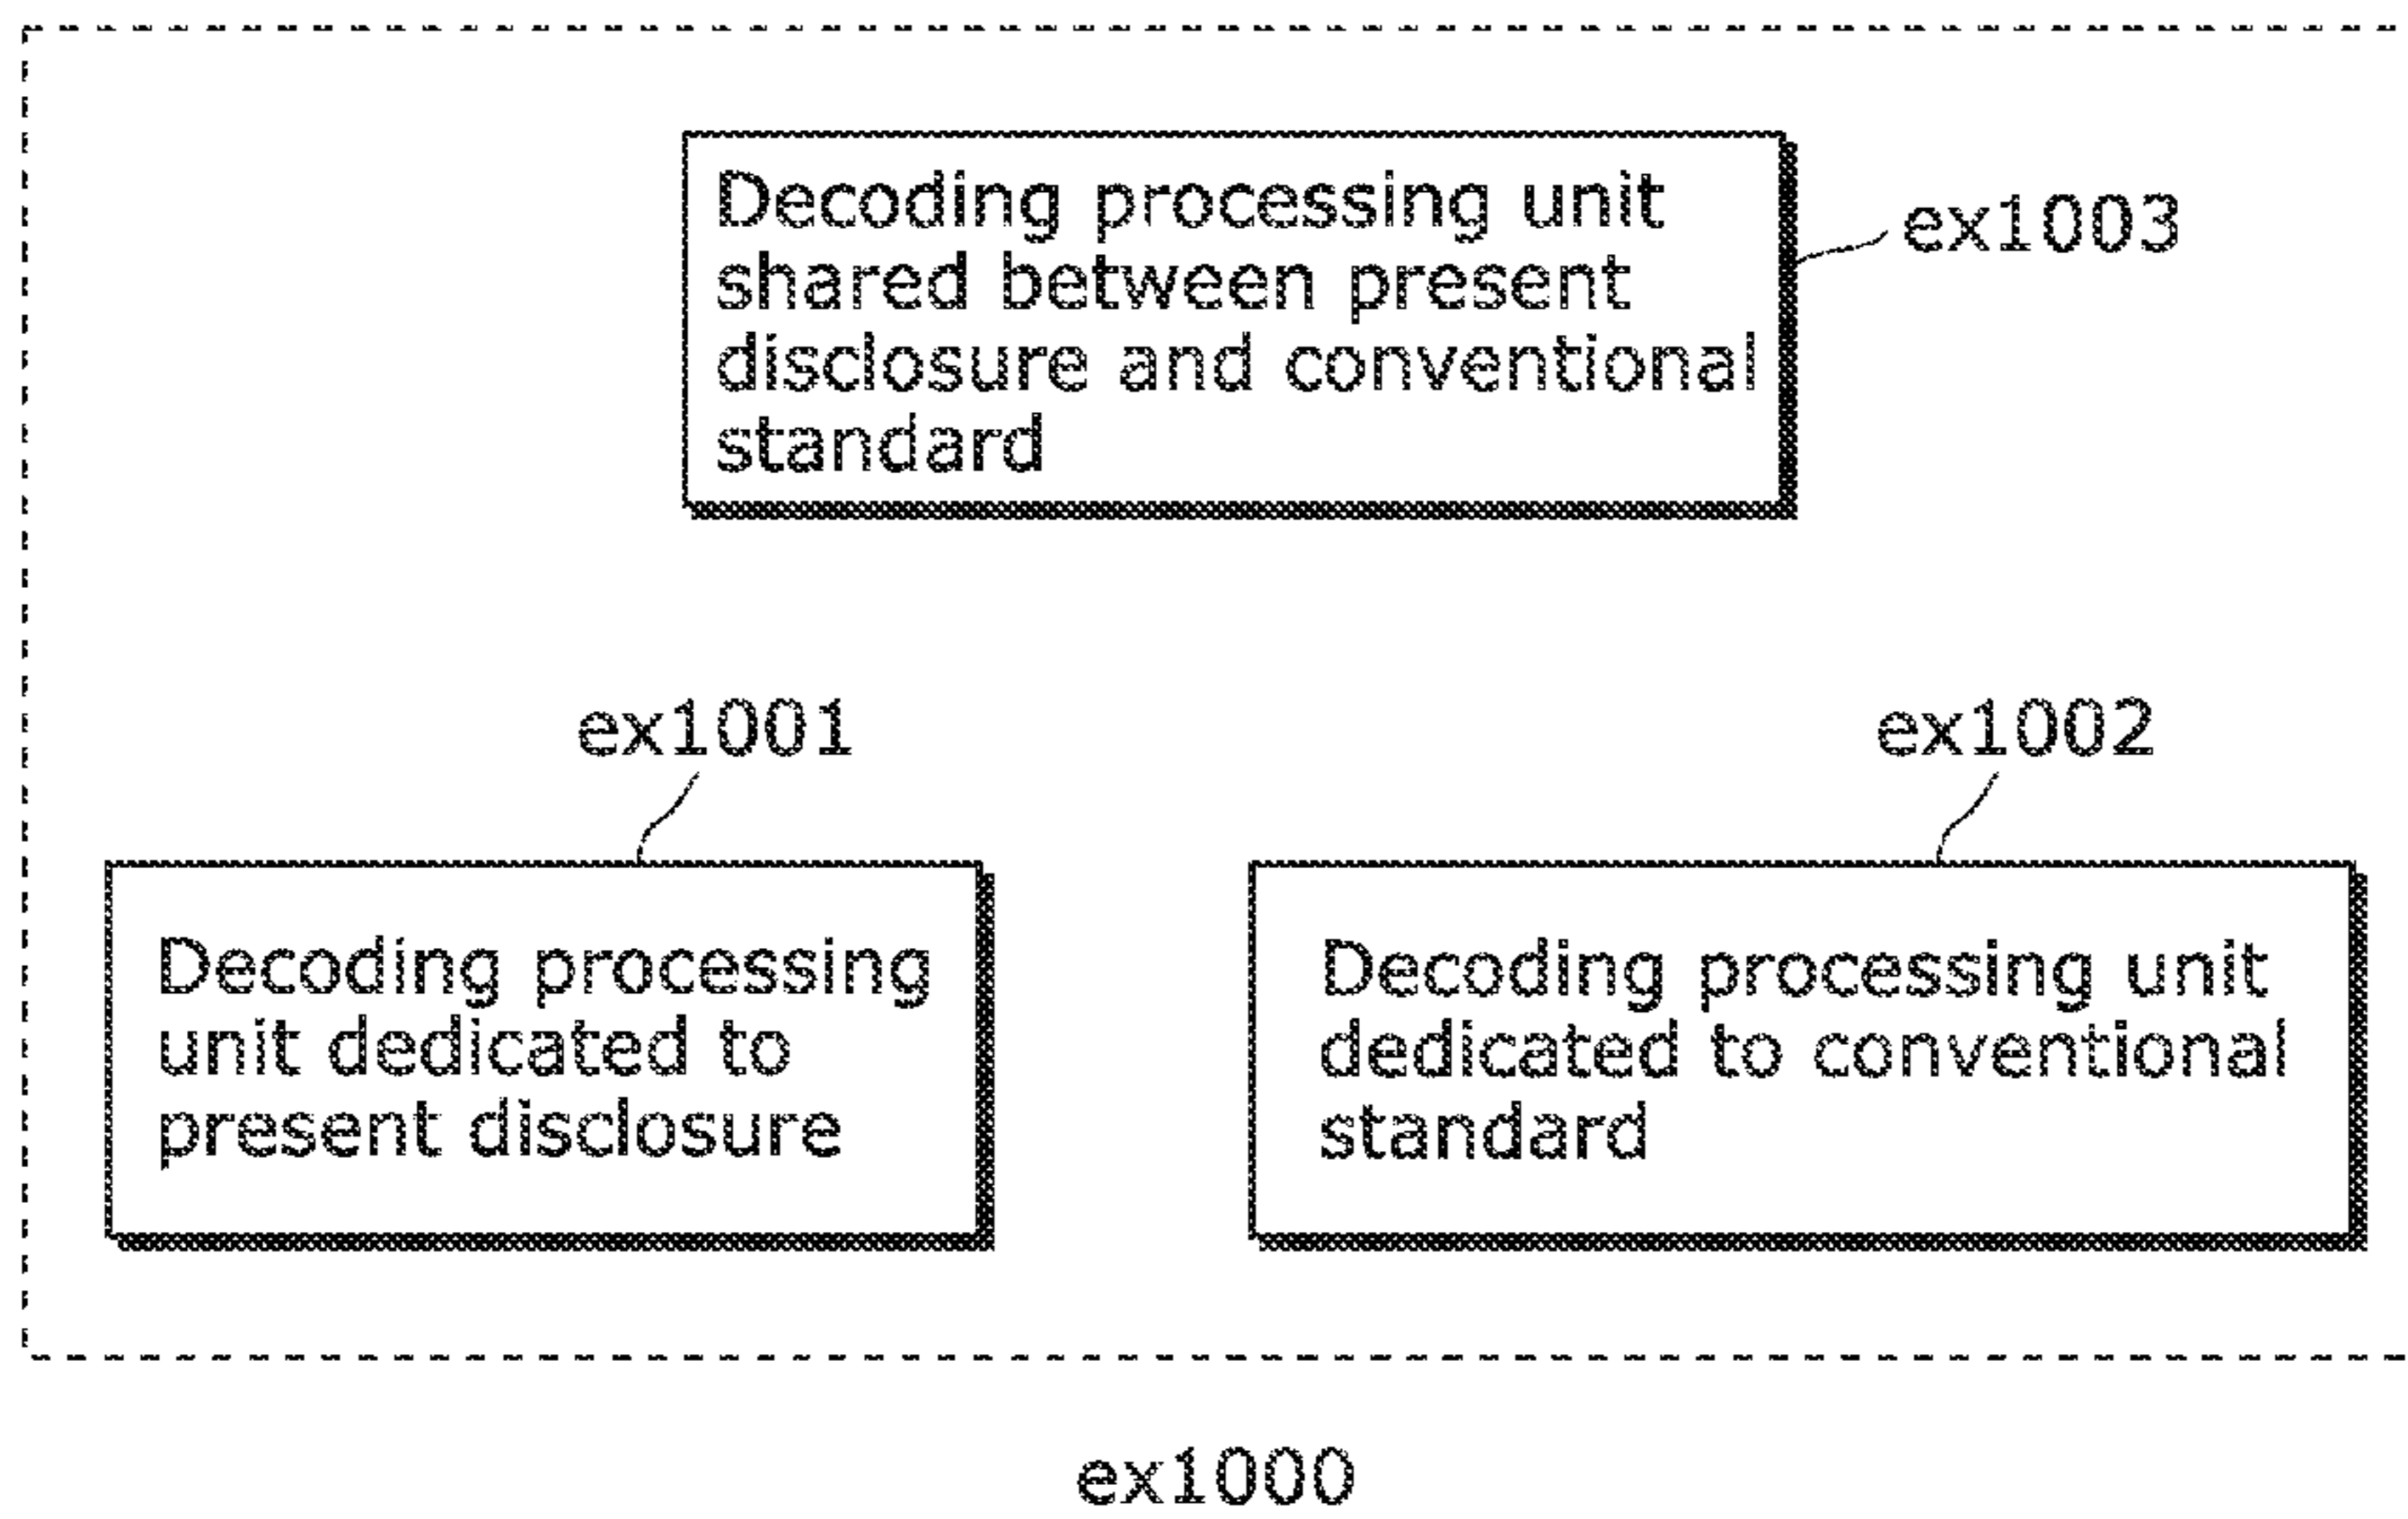 Decoding processing unit
shared between present
disclosure and conventional
standard
ex1003
ex1001
ex1002
Decoding processing
unit dedicated to
present disclosure
Decoding processing unit
dedicated to conventional
standard
ex1000